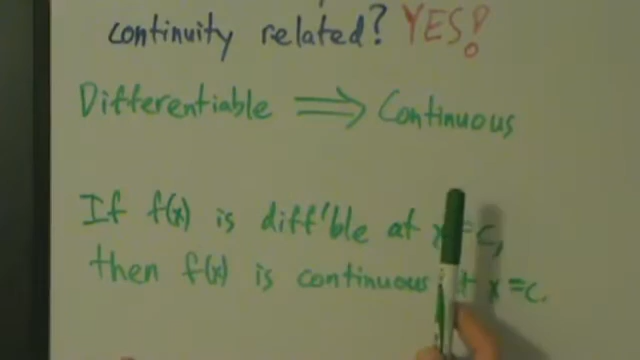 continuity related? YES!
Differentiable ⟹ Continuous
If f(x) is diff'ble at x=c,
then f(x) is continuous at x=c.